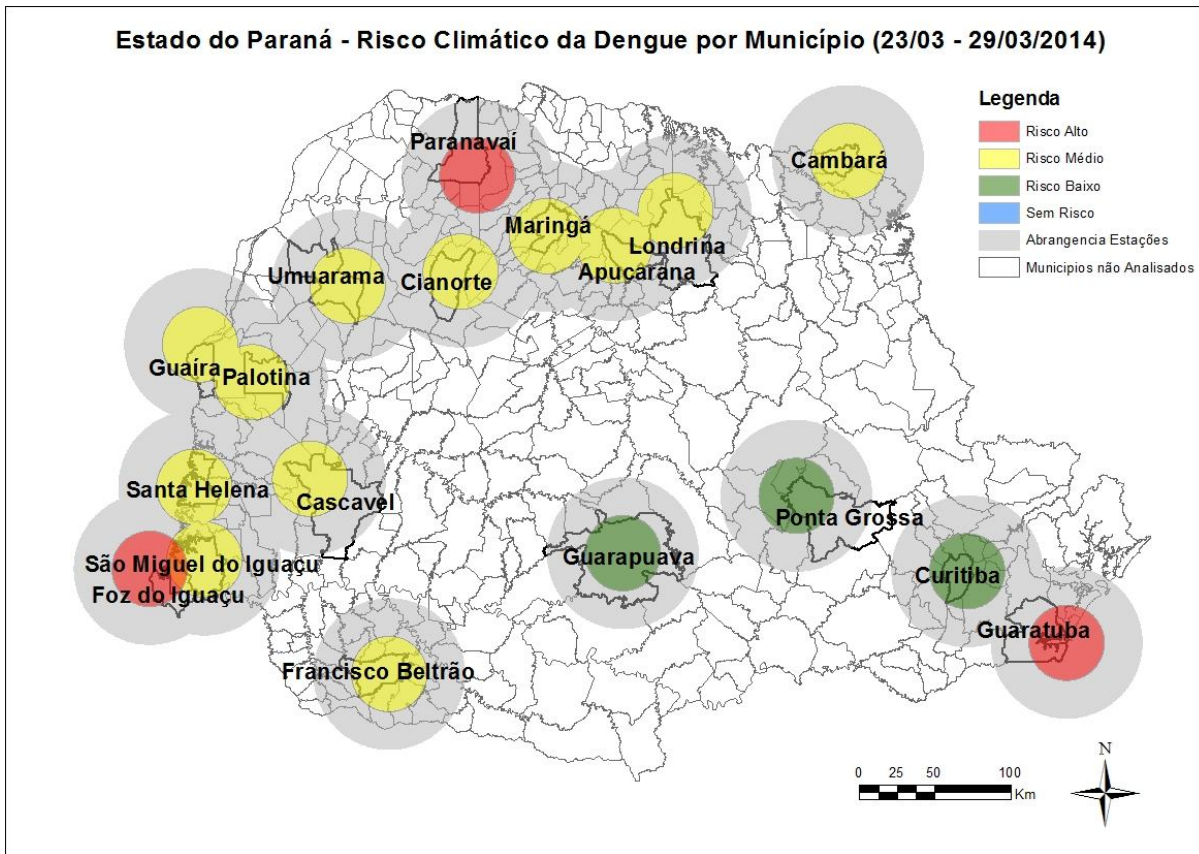 Estado do Paraná - Risco Climático da Dengue por Município (23/03 - 29/03/2014)
Legenda
Risco Alto
Risco Médio
Risco Baixo
Sem Risco
Abrangencia Estações
Municipios não Analisados
Paranavaí
Cambará
Maringá
Londrina
Apucarana
Umuarama
Cianorte
Guaíra
Palotina
Santa Helena
Cascavel
São Miguel do Iguaçu
Foz do Iguaçu
Francisco Beltrão
Guarapuava
Ponta Grossa
Curitiba
Guaratuba
0 25 50 100
Km
N